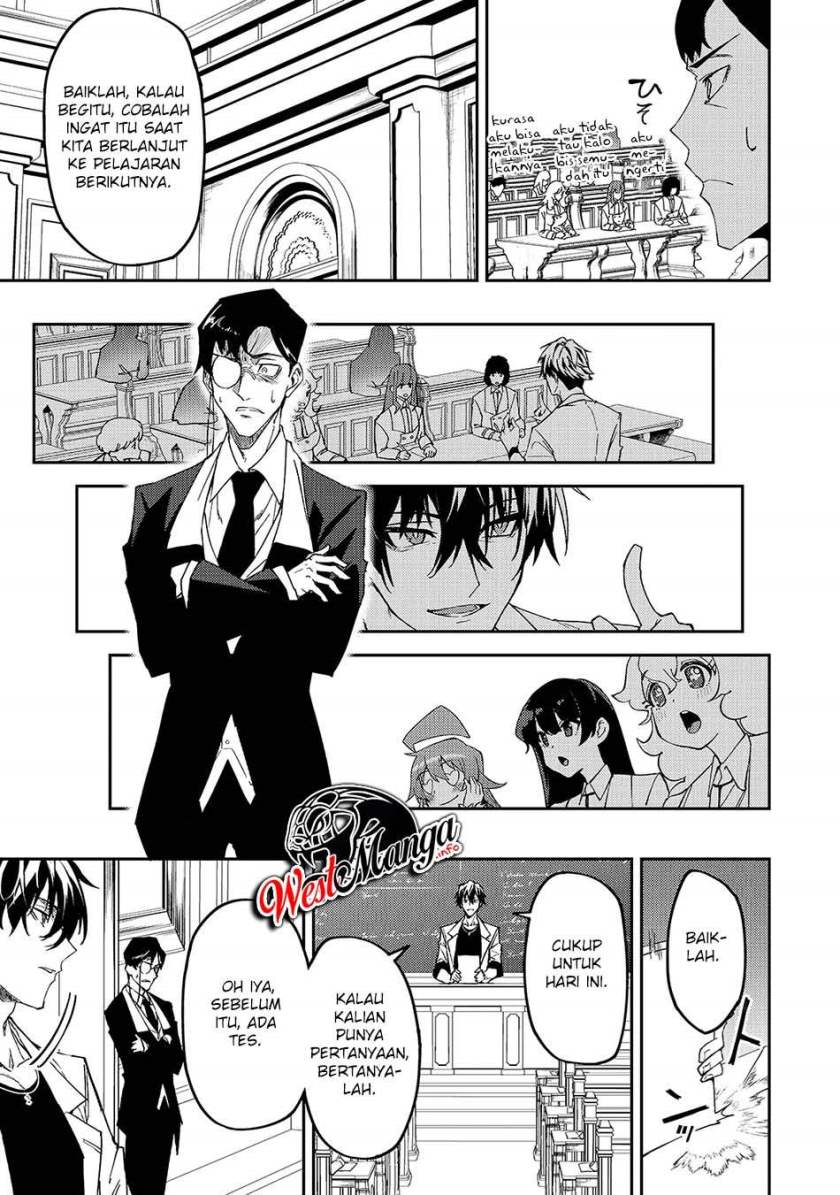 ひそ
aku
me-
ngerti
aku tidak
tau kalo
bis semu-
dah itu
kurasa
aku bisa
melaku-
kannya
BAIKLAH, KALAU
BEGITU, COBALAH
INGAT ITU SAAT
KITA BERLANJUT
KE PELAJARAN
BERIKUTNYA.
BAIK-
LAH.
CUKUP
UNTUK
HARI INI.
KALAU
KALIAN
PUNYA
PERTANYAAN,
BERTANYA-
LAH.
OH IYA,
SEBELUM
ITU, ADA
TES.
WestManga
.info